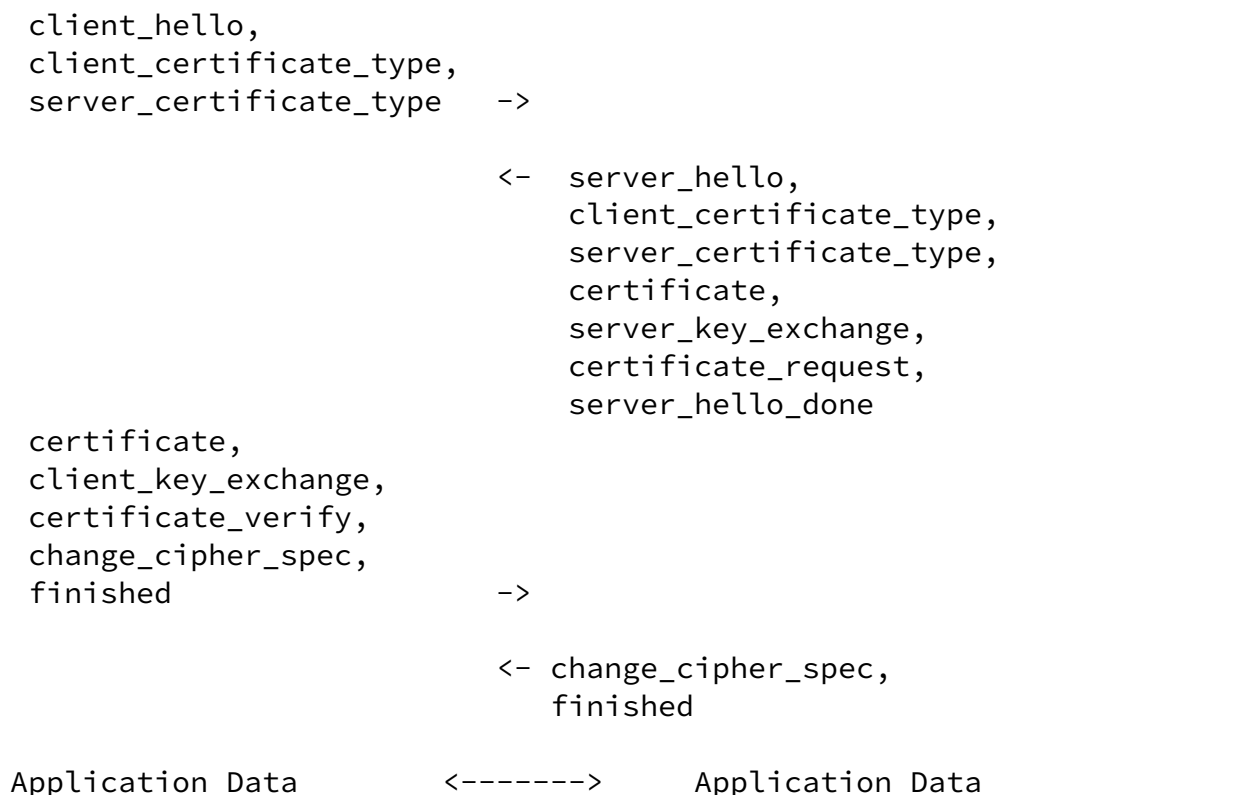 client_hello,
client_certificate_type,
server_certificate_type   ->
<-  server_hello,
client_certificate_type,
server_certificate_type,
certificate,
server_key_exchange,
certificate_request,
server_hello_done
certificate,
client_key_exchange,
certificate_verify,
change_cipher_spec,
finished                  ->
<- change_cipher_spec,
finished
Application Data        <------->     Application Data